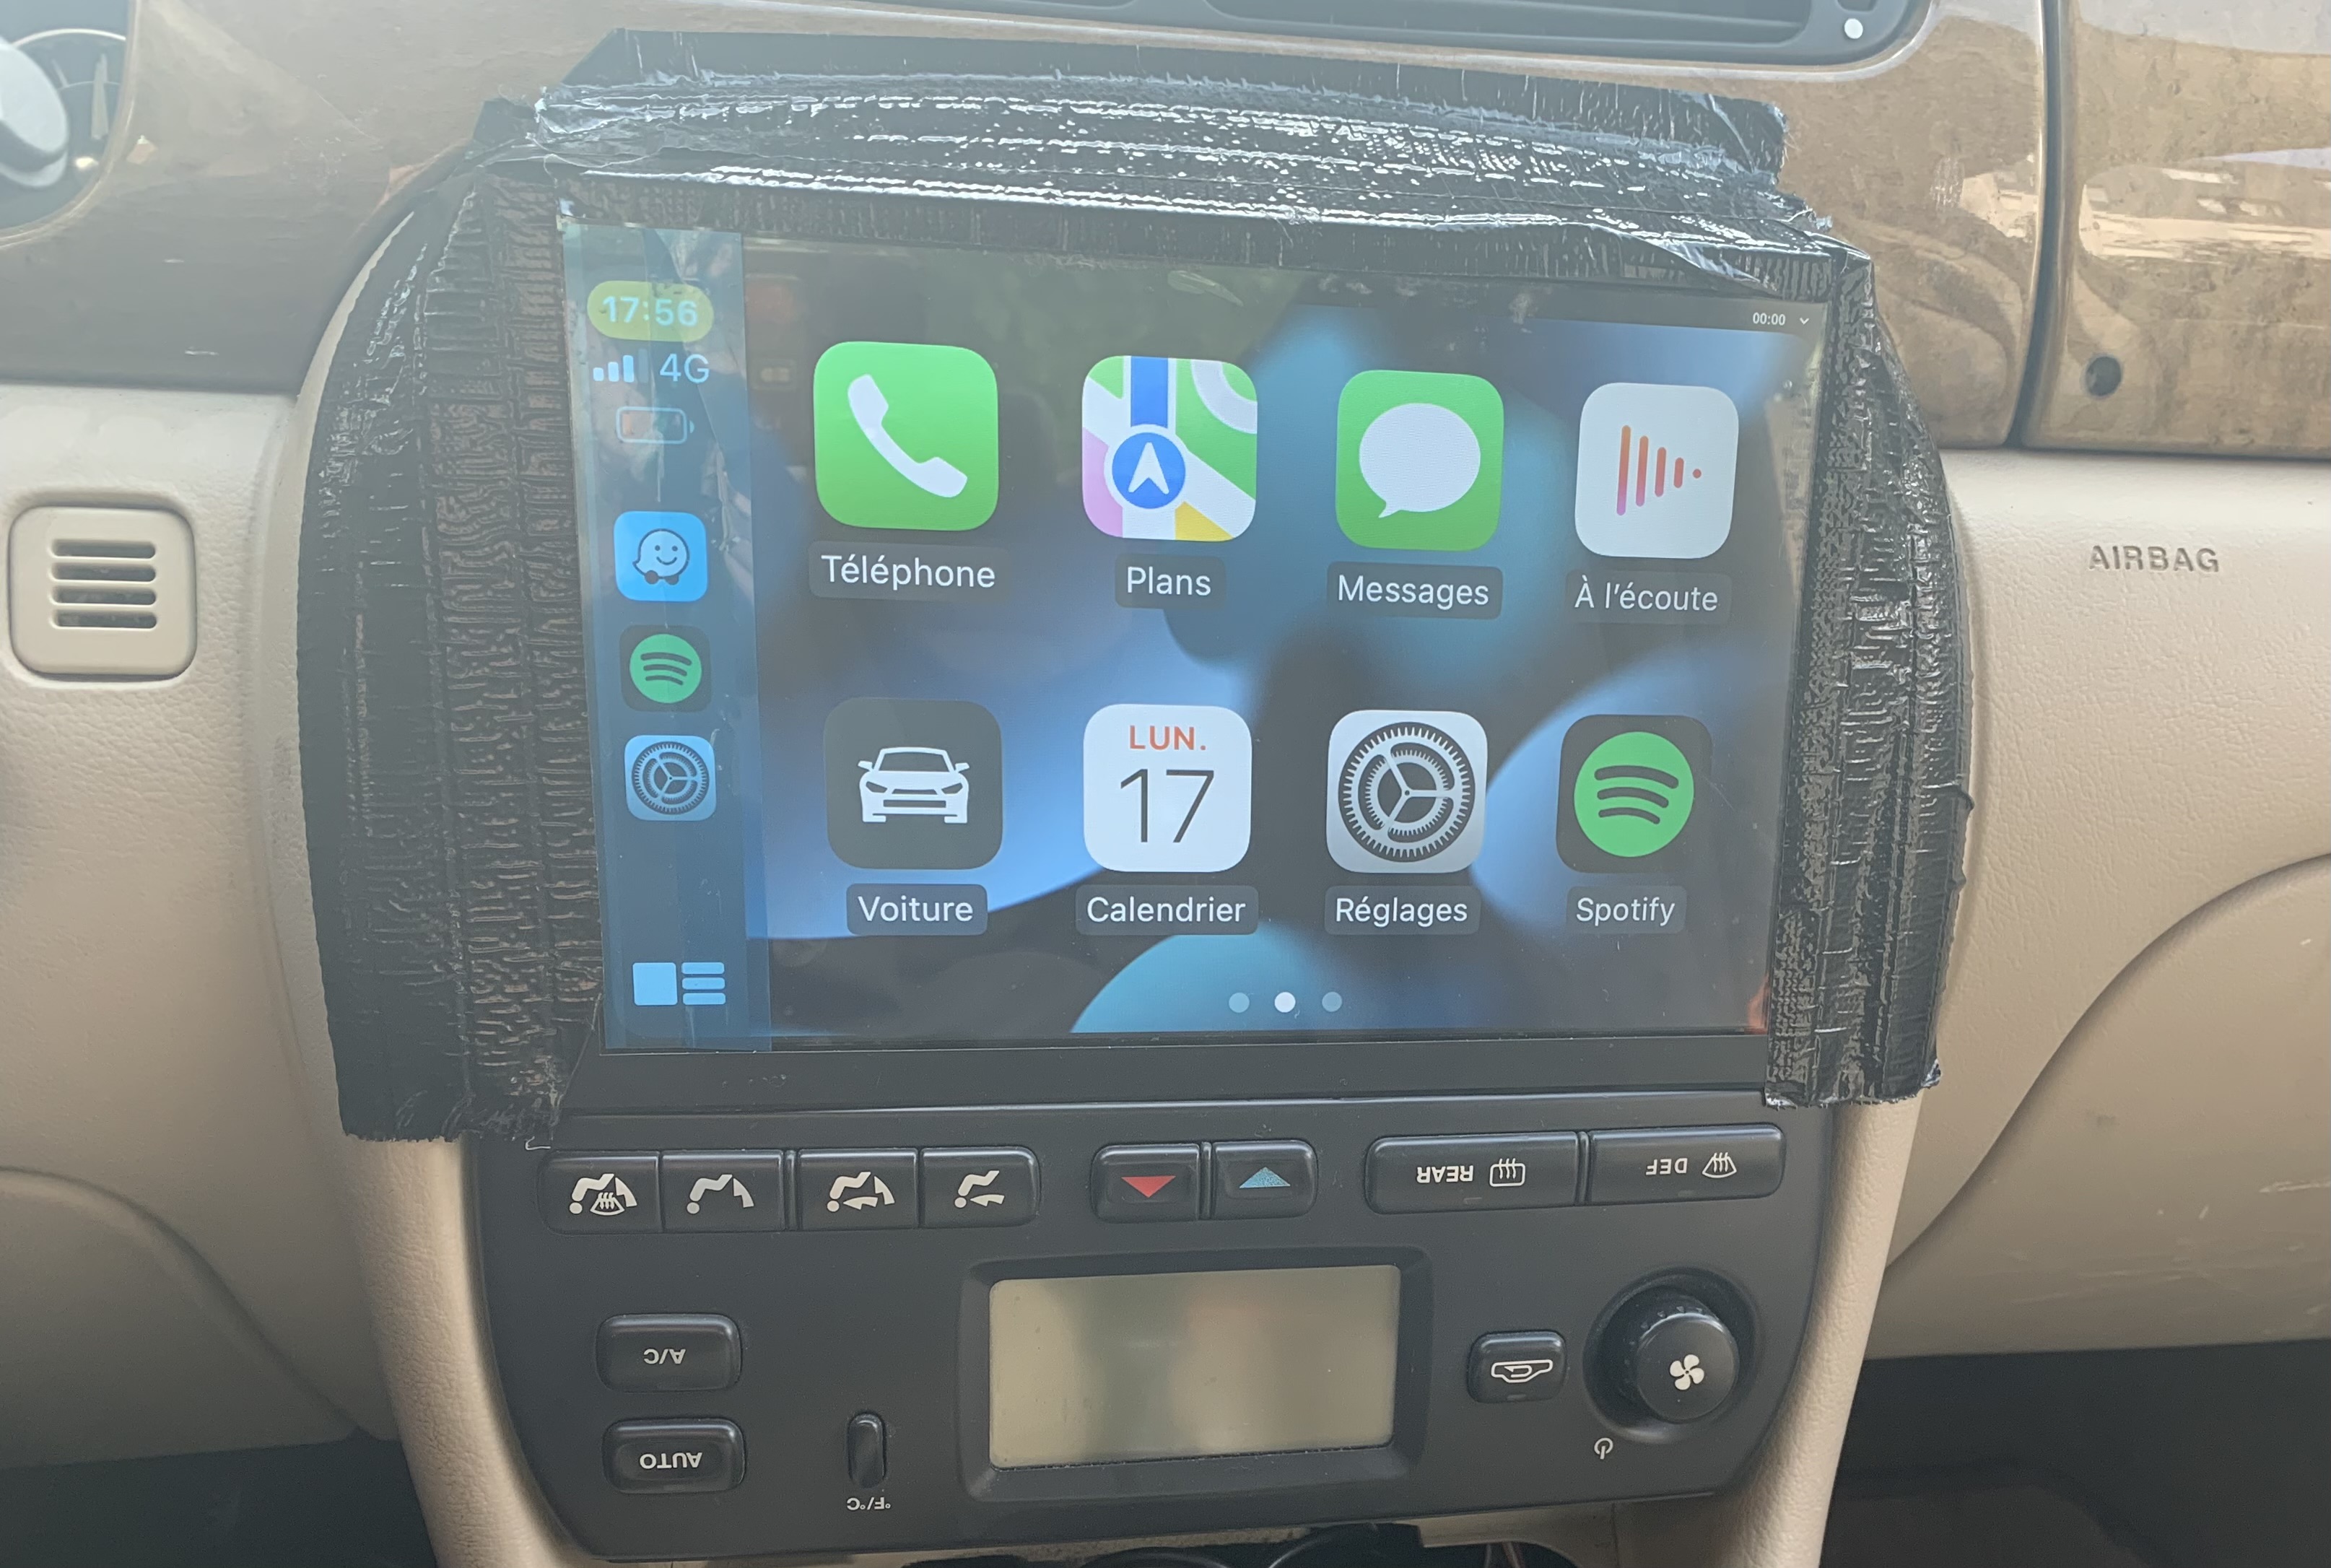 17:56
4G
00:00
Téléphone
Plans
Messages
À l'écoute
AIRBAG
LUN.
17
Voiture
Calendrier
Réglages
Spotify
REAR
DEF
A/C
AUTO
°F/°C